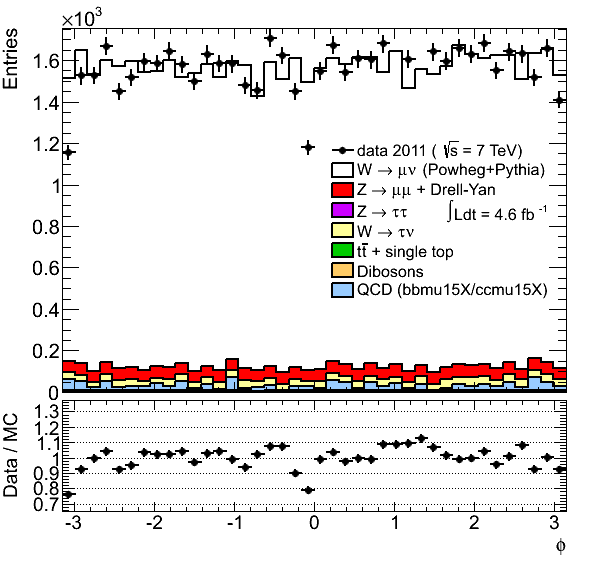 ×10³
Entries
1.6
1.4
1.2
1
0.8
0.6
0.4
0.2
0
data 2011 ( √s = 7 TeV)
W → μν (Powheg+Pythia)
Z → μμ + Drell-Yan
Z → ττ
∫Ldt = 4.6 fb⁻¹
W → τν
tt̄ + single top
Dibosons
QCD (bbmu15X/ccmu15X)
Data / MC
1.3
1.2
1.1
1
0.9
0.8
0.7
-3 -2 -1 0 1 2 3
ϕ